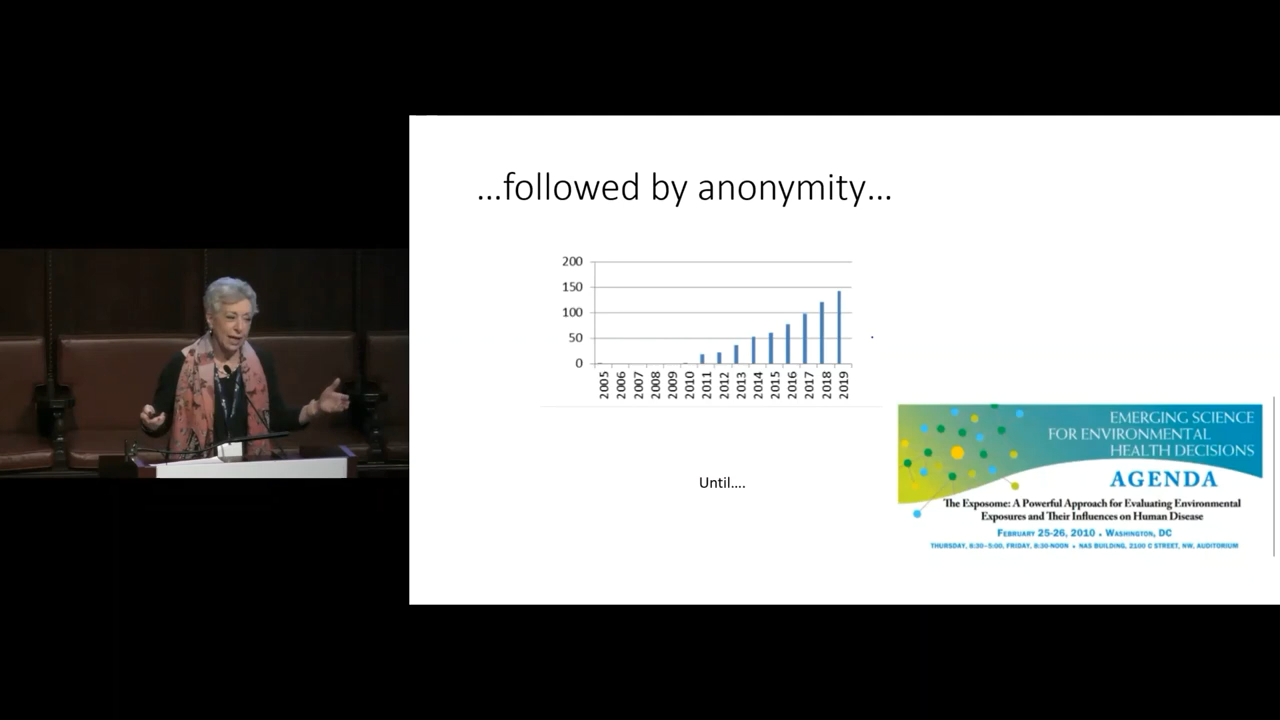 ...followed by anonymity...
200
150
100
50
0
2005
2006
2007
2008
2009
2010
2011
2012
2013
2014
2015
2016
2017
2018
2019
Until....
EMERGING SCIENCE
FOR ENVIRONMENTAL
HEALTH DECISIONS
AGENDA
The Exposome: A Powerful Approach for Evaluating Environmental
Exposures and Their Influences on Human Disease
FEBRUARY 25-26, 2010 • WASHINGTON, DC
THURSDAY, 8:30–5:00, FRIDAY, 8:30-NOON • NAS BUILDING, 2100 C STREET, NW, AUDITORIUM